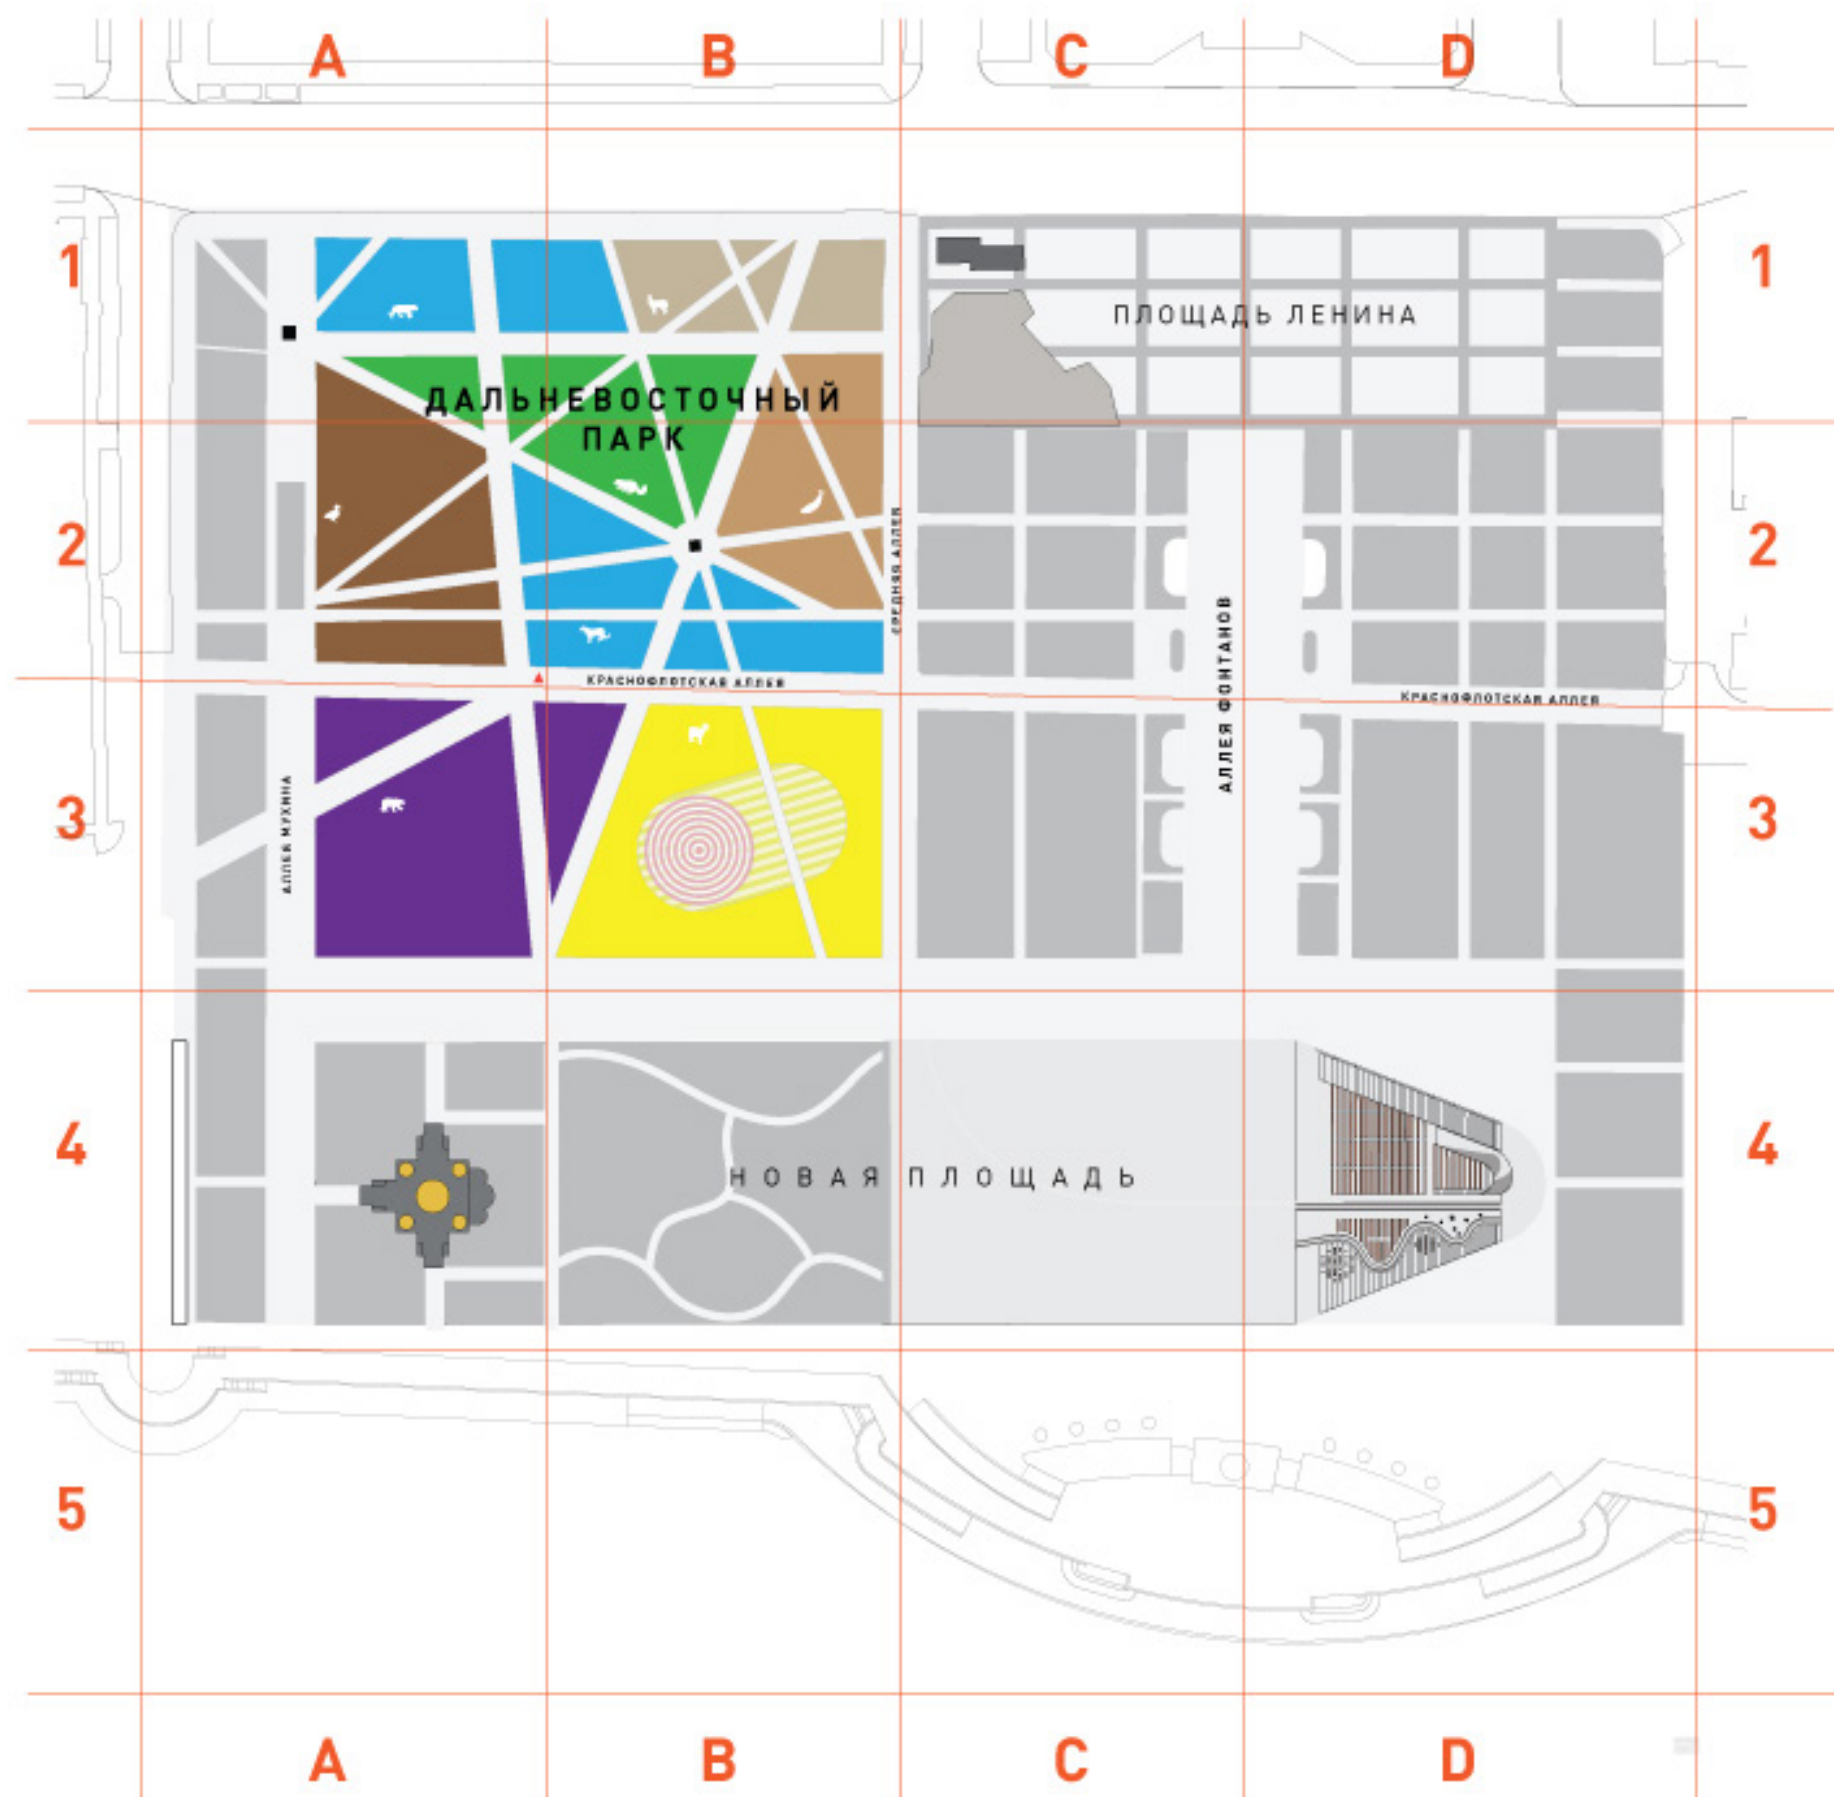 A B C D
1 1
ПЛОЩАДЬ ЛЕНИНА
ДАЛЬНЕВОСТОЧНЫЙ
ПАРК
2 2
СРЕДНЯЯ АЛЛЕЯ
АЛЛЕЯ ФОНТАНОВ
КРАСНОФЛОТСКАЯ АЛЛЕЯ
КРАСНОФЛОТСКАЯ АЛЛЕЯ
АЛЛЕЯ МУХИНА
3 3
4 4
НОВАЯ ПЛОЩАДЬ
5 5
A B C D